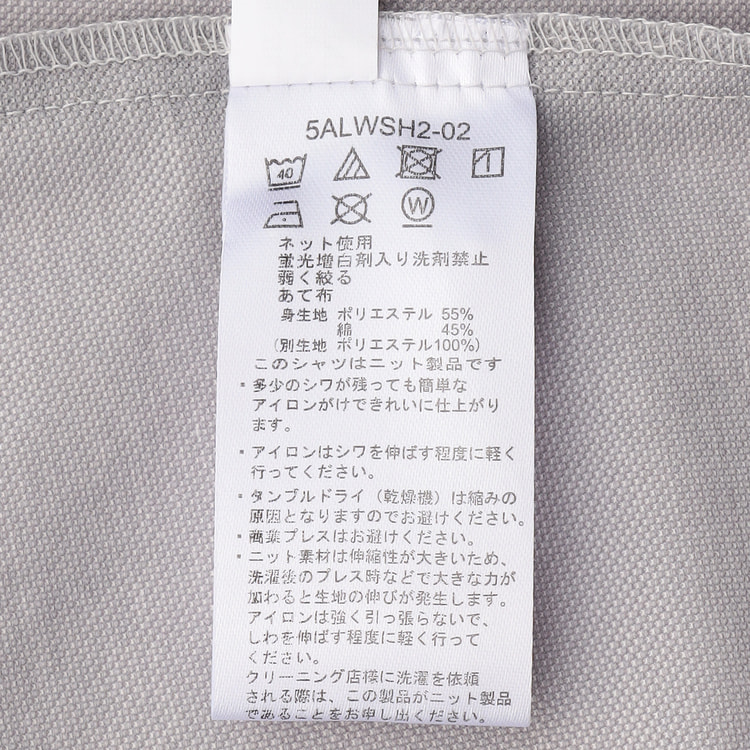 5ALWSH2-02
40
W
ネット使用
蛍光増白剤入り洗剤禁止
弱く絞る
あて布
身生地 ポリエステル 55%
綿 45%
(別生地 ポリエステル100%)
このシャツはニット製品です
・多少のシワが残っても簡単な
アイロンがけできれいに仕上がり
ます。
・アイロンはシワを伸ばす程度に軽く
行ってください。
・タンブルドライ（乾燥機）は縮みの
原因となりますのでお避けください。
・商業プレスはお避けください。
・ニット素材は伸縮性が大きいため、
洗濯後のプレス時などで大きな力が
加わると生地の伸びが発生します。
アイロンは強く引っ張らないで、
しわを伸ばす程度に軽く行って
ください。
クリーニング店様に洗濯を依頼
される際は、この製品がニット製品
であることをお申し出ください。